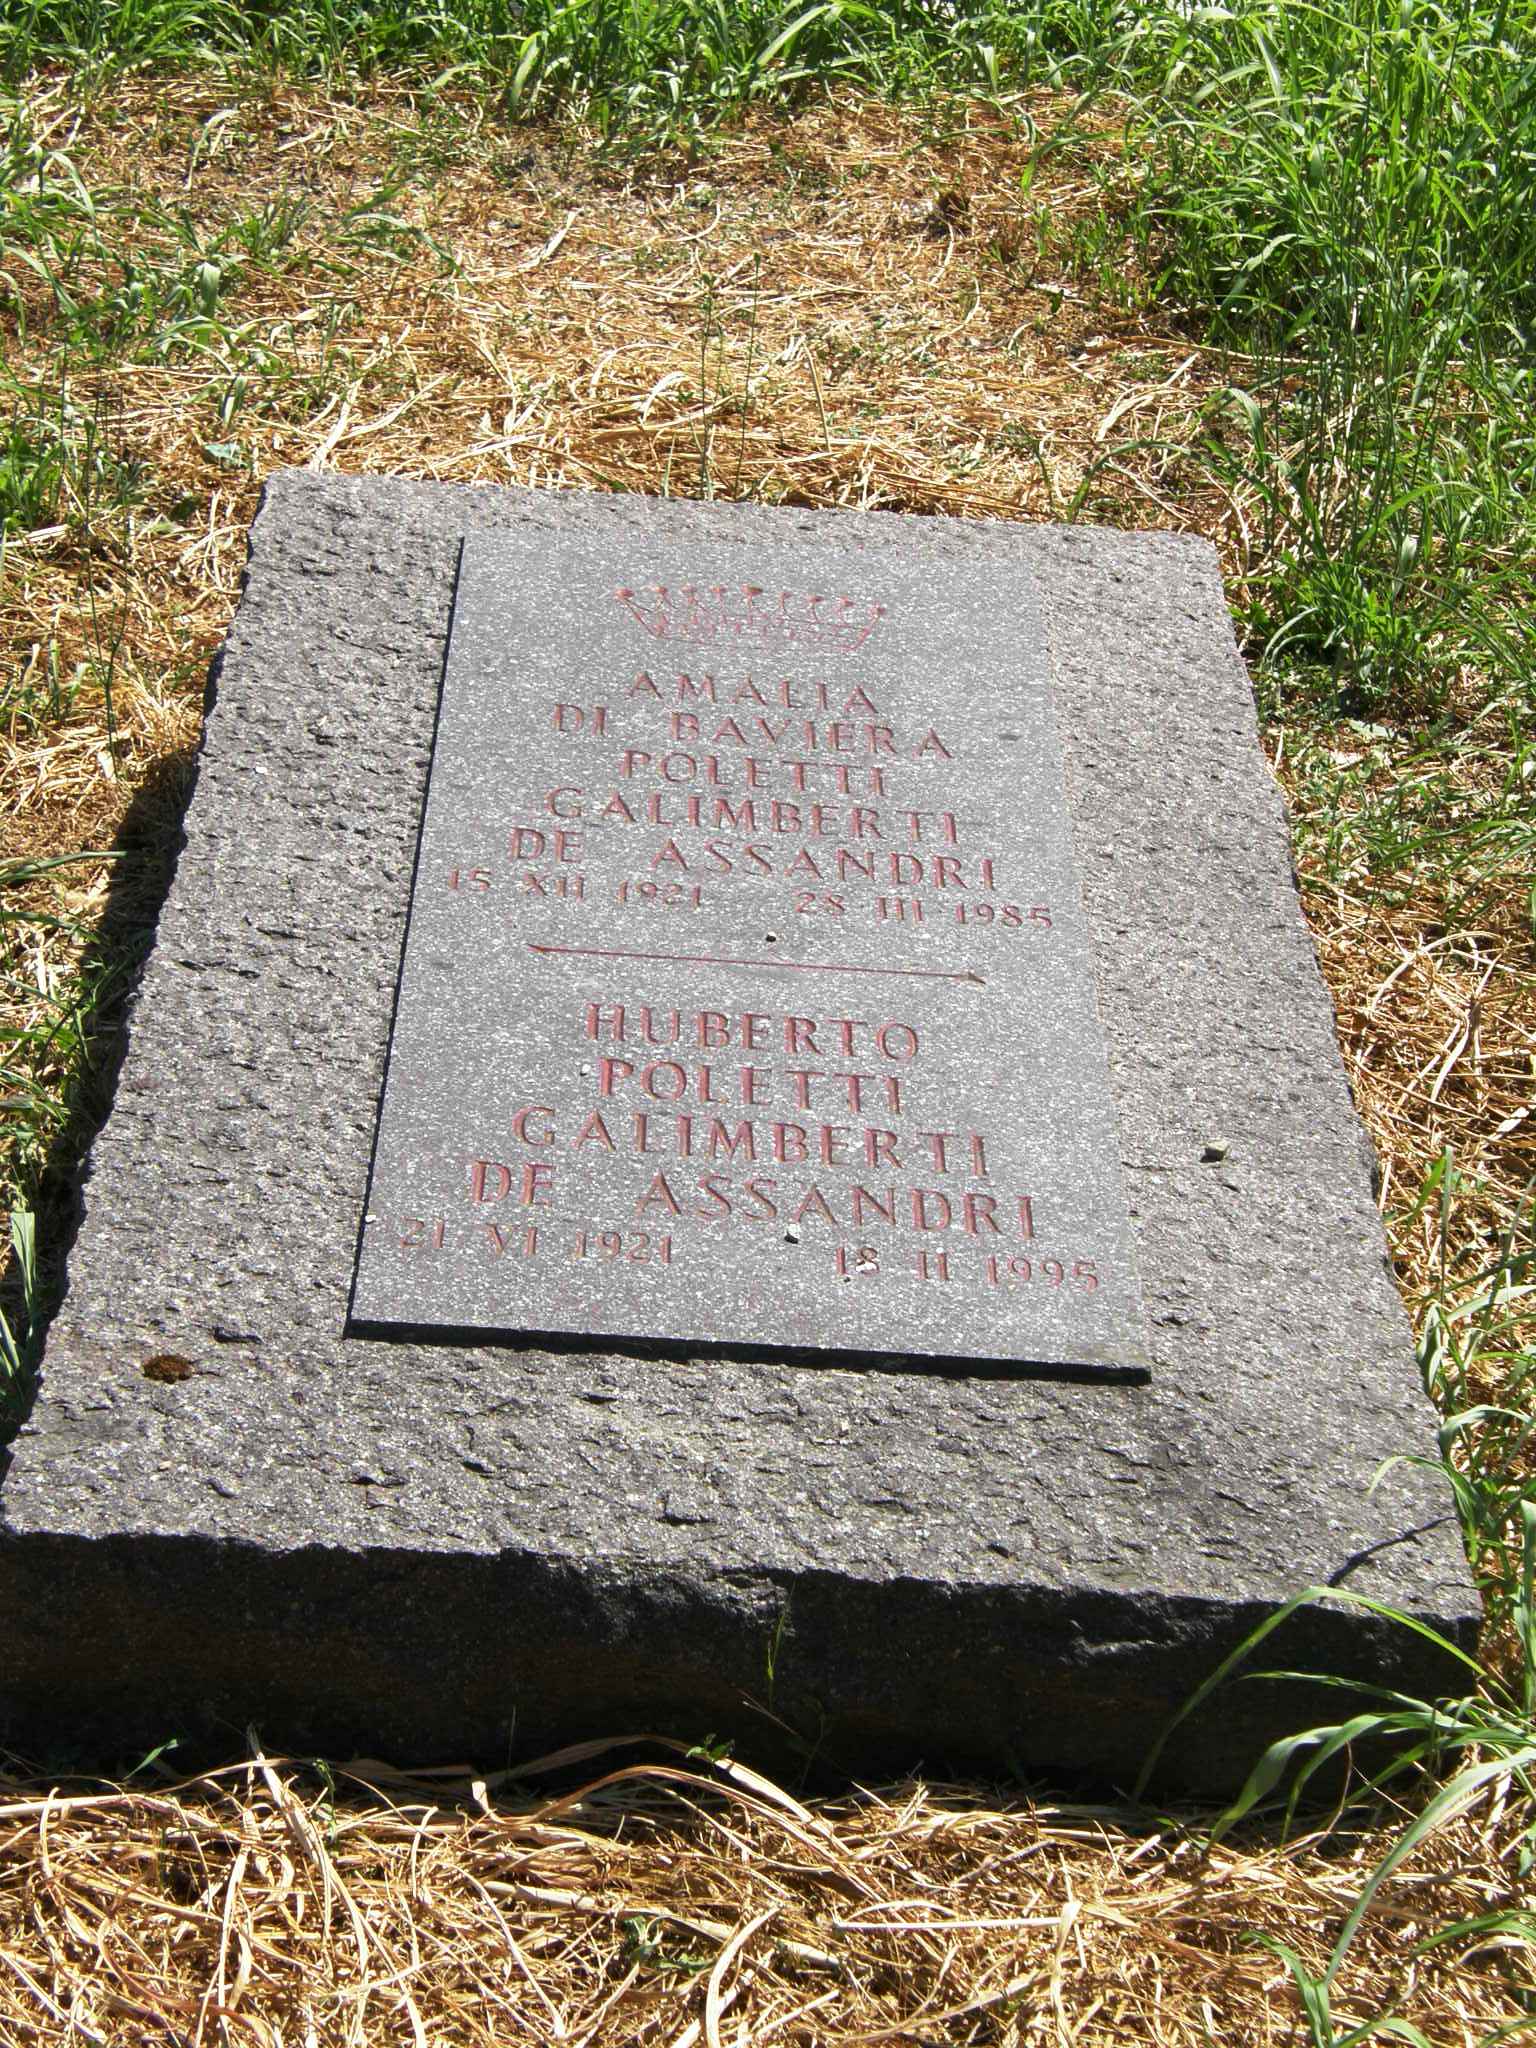 AMALIA
DI BAVIERA
POLETTI
GALIMBERTI
DE ASSANDRI
15 XII 1921 28 III 1985
HUBERTO
POLETTI
GALIMBERTI
DE ASSANDRI
21 VI 1921 18 II 1995